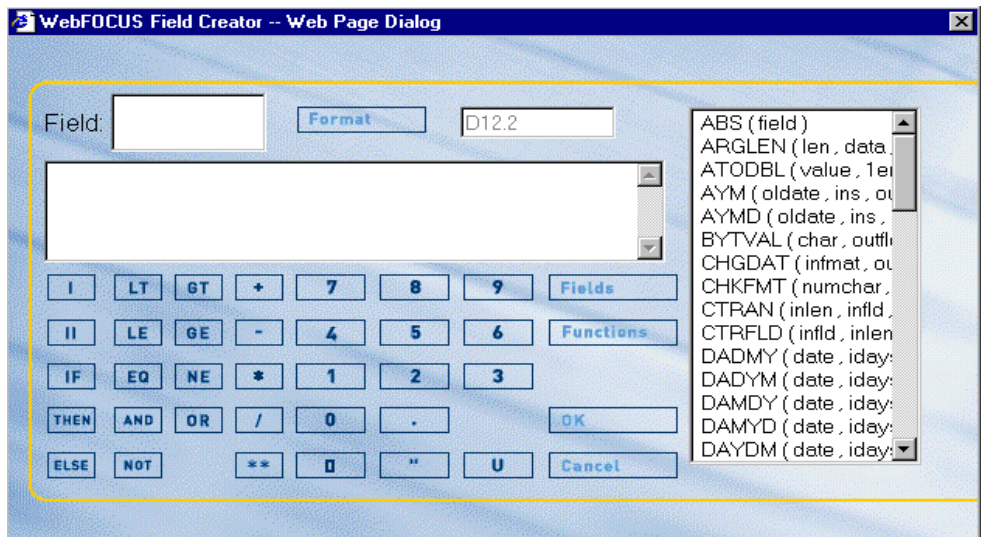 WebFOCUS Field Creator -- Web Page Dialog
Field:
Format
D12.2
I LT GT + 7 8 9 Fields
II LE GE - 4 5 6 Functions
IF EQ NE * 1 2 3
THEN AND OR / 0 . OK
ELSE NOT ** " U Cancel
ABS ( field )
ARGLEN ( len , data ,
ATODBL ( value , 1er
AYM ( oldate , ins , ou
AYMD ( oldate , ins ,
BYTVAL ( char , outfl
CHGDAT ( infmat , ou
CHKFMT ( numchar ,
CTRAN ( inlen , infld ,
CTRFLD ( infld , inlen
DADMY ( date , iday
DADYM ( date , iday
DAMDY ( date , iday
DAMYD ( date , iday
DAYDM ( date , iday